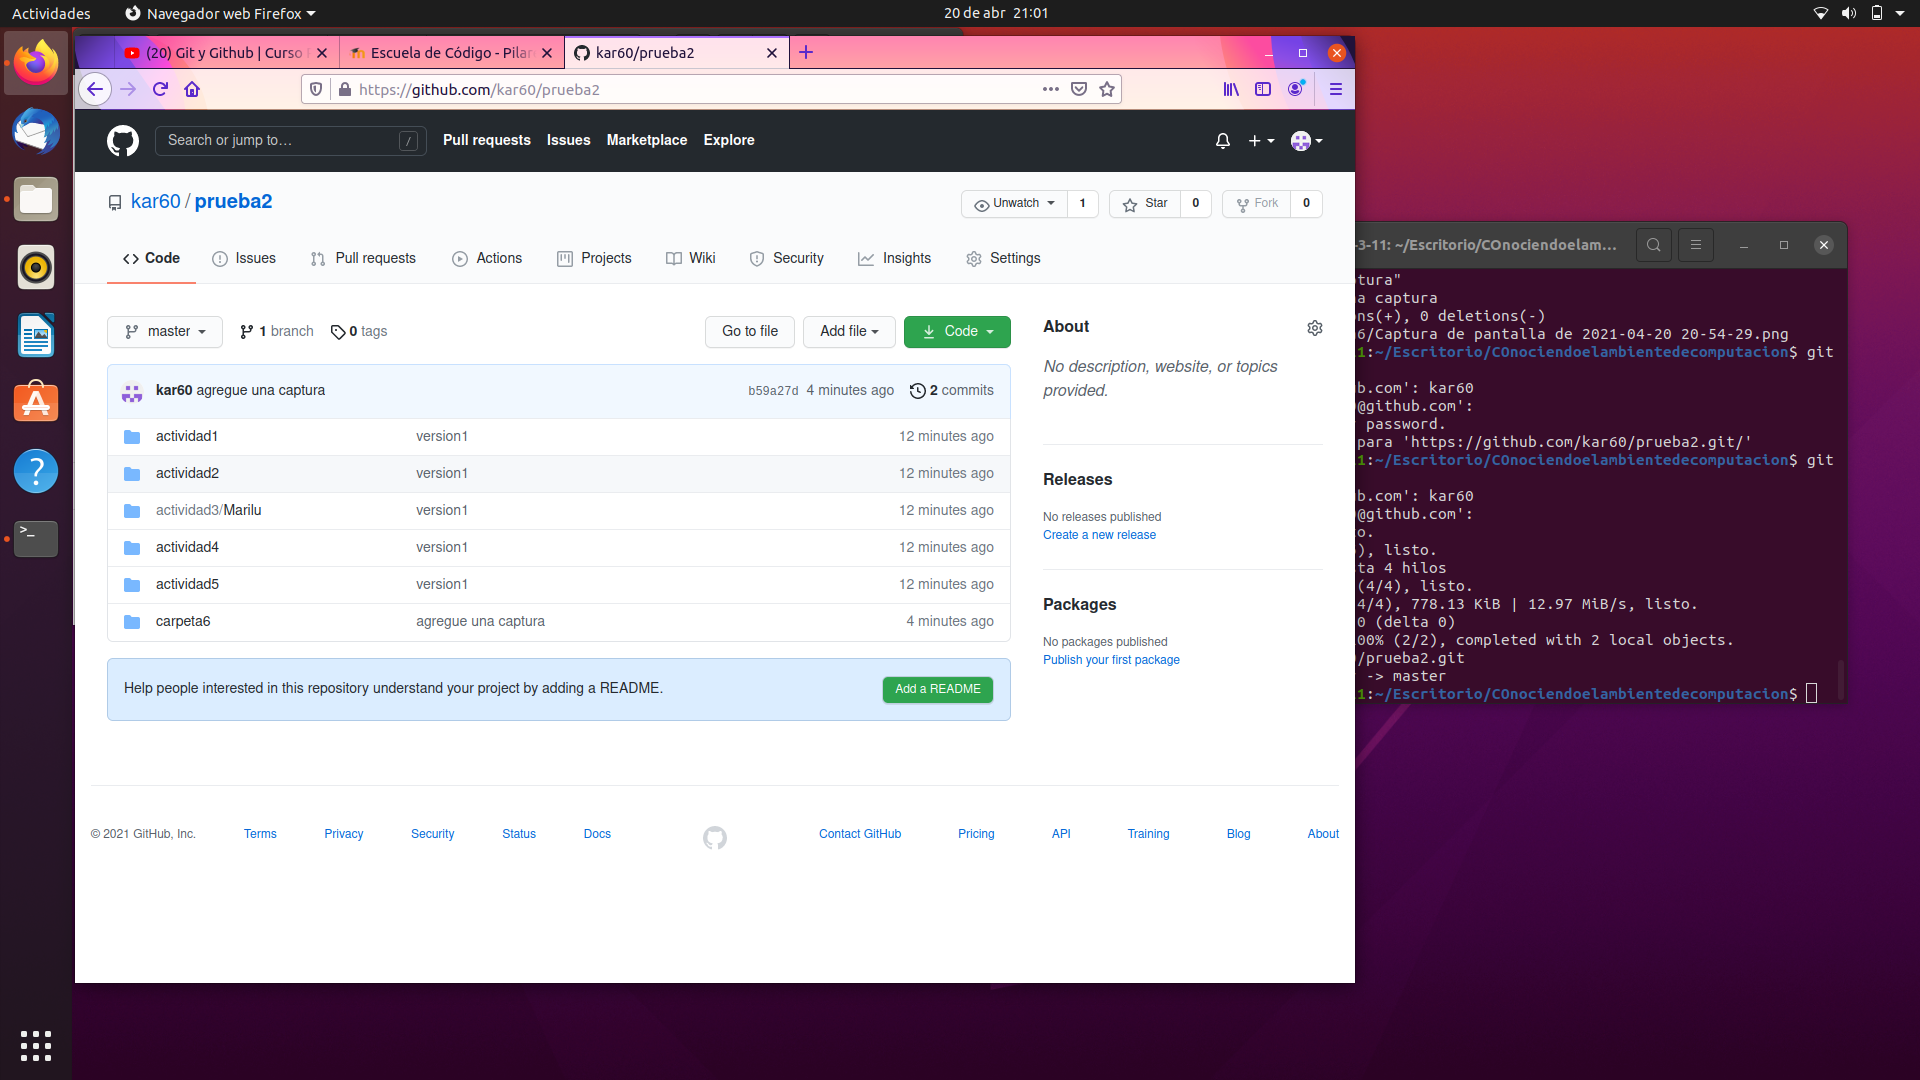 Actividades
Navegador web Firefox
20 de abr 21:01
(20) Git y Github | Curso
Escuela de Código - Pilar
kar60/prueba2
https://github.com/kar60/prueba2
Search or jump to…
/
Pull requests
Issues
Marketplace
Explore
kar60 / prueba2
Unwatch
1
Star
0
Fork
0
Code
Issues
Pull requests
Actions
Projects
Wiki
Security
Insights
Settings
master
1 branch
0 tags
Go to file
Add file
Code
kar60 agregue una captura
b59a27d
4 minutes ago
2 commits
actividad1
version1
12 minutes ago
actividad2
version1
12 minutes ago
actividad3/Marilu
version1
12 minutes ago
actividad4
version1
12 minutes ago
actividad5
version1
12 minutes ago
carpeta6
agregue una captura
4 minutes ago
Help people interested in this repository understand your project by adding a README.
Add a README
About
No description, website, or topics
provided.
Releases
No releases published
Create a new release
Packages
No packages published
Publish your first package
© 2021 GitHub, Inc.
Terms
Privacy
Security
Status
Docs
Contact GitHub
Pricing
API
Training
Blog
About
-3-11: ~/Escritorio/COnociendoelam...
tura"
a captura
ns(+), 0 deletions(-)
6/Captura de pantalla de 2021-04-20 20-54-29.png
1:~/Escritorio/COnociendoelambientedecomputacion$ git
b.com': kar60
@github.com':
password.
para 'https://github.com/kar60/prueba2.git/'
1:~/Escritorio/COnociendoelambientedecomputacion$ git
b.com': kar60
@github.com':
o.
), listo.
ta 4 hilos
(4/4), listo.
4/4), 778.13 KiB | 12.97 MiB/s, listo.
0 (delta 0)
00% (2/2), completed with 2 local objects.
/prueba2.git
-> master
1:~/Escritorio/COnociendoelambientedecomputacion$